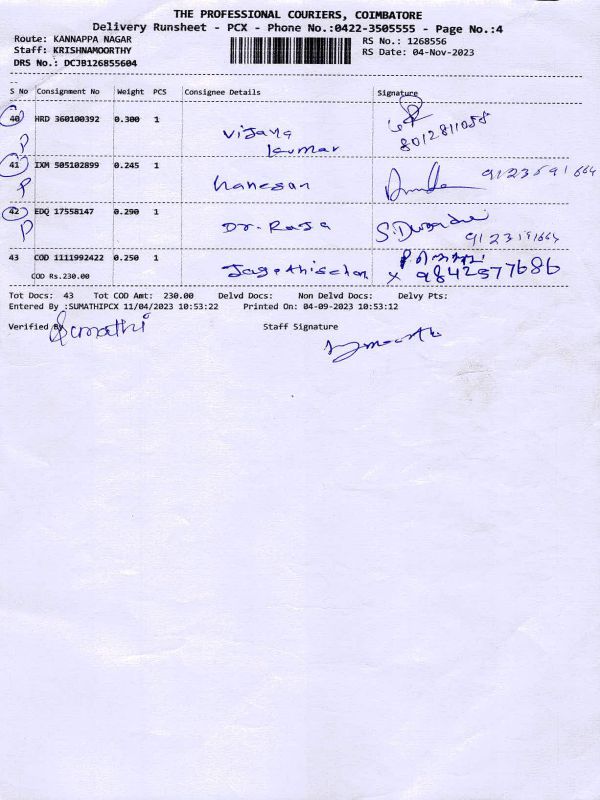 THE PROFESSIONAL COURIERS, COIMBATORE
Delivery Runsheet - PCX - Phone No.:0422-3505555 - Page No.:4
Route: KANNAPPA NAGAR
Staff: KRISHNAMOORTHY
DRS No.: DCJB126855604
RS No.: 1268556
RS Date: 04-Nov-2023
S No Consignment No Weight PCS Consignee Details Signature
40 HRD 360100392 0.300 1 Vijaya Kumar 8012811058
P
41 IXM 505102899 0.245 1
P
42 EDQ 17558147 0.290 1 Dr. Raja
P
43 COD 1111992422 0.250 1 x 9842577686
COD Rs.230.00
Tot Docs: 43 Tot COD Amt: 230.00 Delvd Docs: Non Delvd Docs: Delvy Pts:
Entered By :SUMATHIPCX 11/04/2023 10:53:22 Printed On: 04-09-2023 10:53:12
Verified By Sumathi Staff Signature